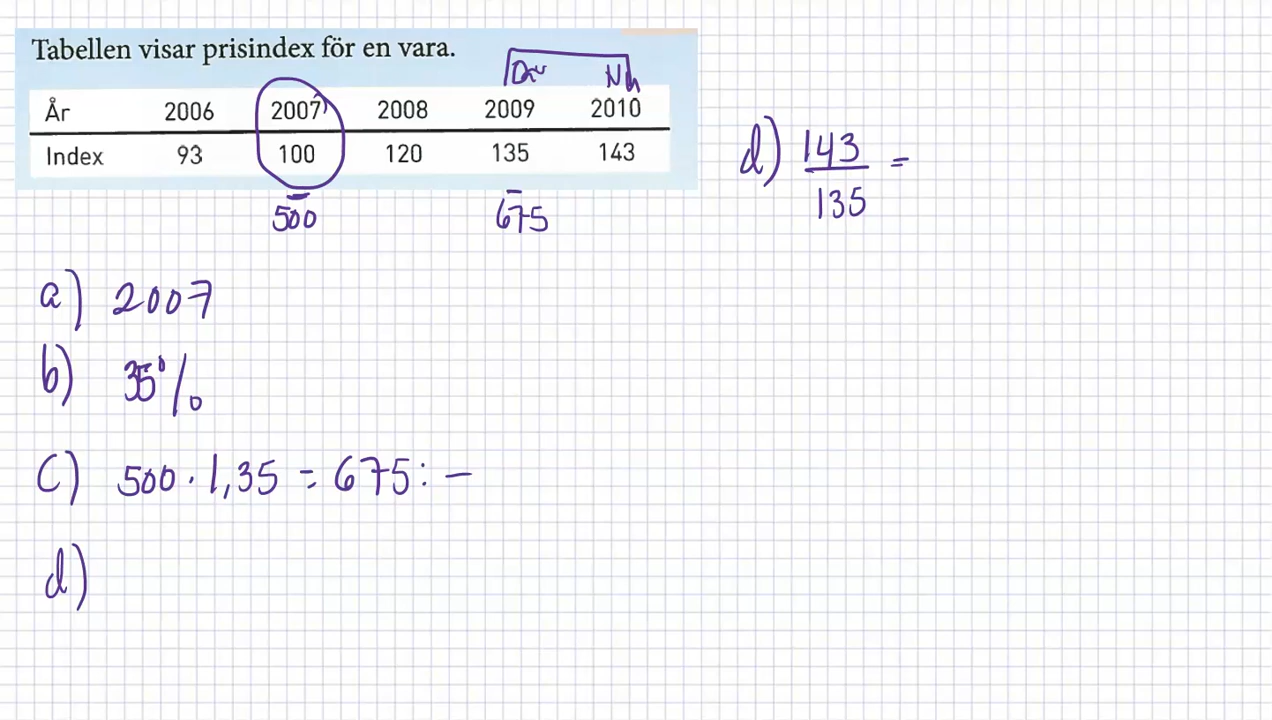 Tabellen visar prisindex för en vara.
Nu
År 2006 2007 2008 2009 2010
Index 93 100 120 135 143
500 675
d) 143/135 =
a) 2007
b) 35%
c) 500 · 1,35 = 675:-
d)